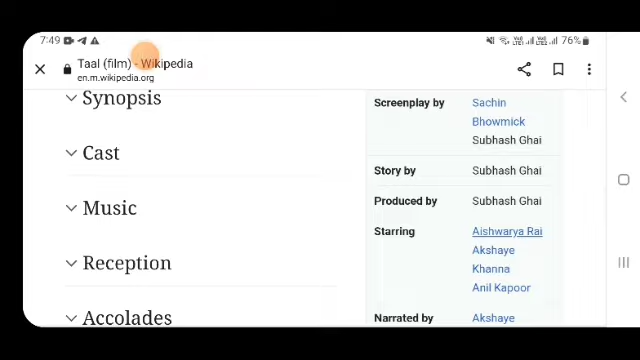 7:49 76%
Taal (film) - Wikipedia
en.m.wikipedia.org
Synopsis
Cast
Music
Reception
Accolades
Screenplay by Sachin
Bhowmick
Subhash Ghai
Story by Subhash Ghai
Produced by Subhash Ghai
Starring Aishwarya Rai
Akshaye
Khanna
Anil Kapoor
Narrated by Akshaye